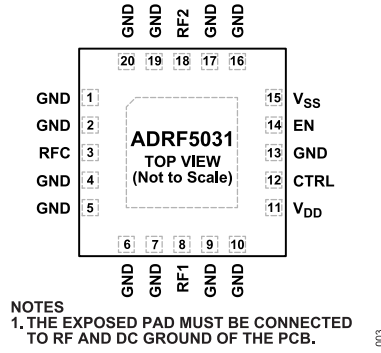 GND GND RF2 GND GND
20 19 18 17 16
GND 1 15 VSS
GND 2 14 EN
RFC 3 13 GND
GND 4 12 CTRL
GND 5 11 VDD
ADRF5031
TOP VIEW
(Not to Scale)
6 7 8 9 10
GND GND RF1 GND GND
NOTES
1. THE EXPOSED PAD MUST BE CONNECTED
TO RF AND DC GROUND OF THE PCB.
003